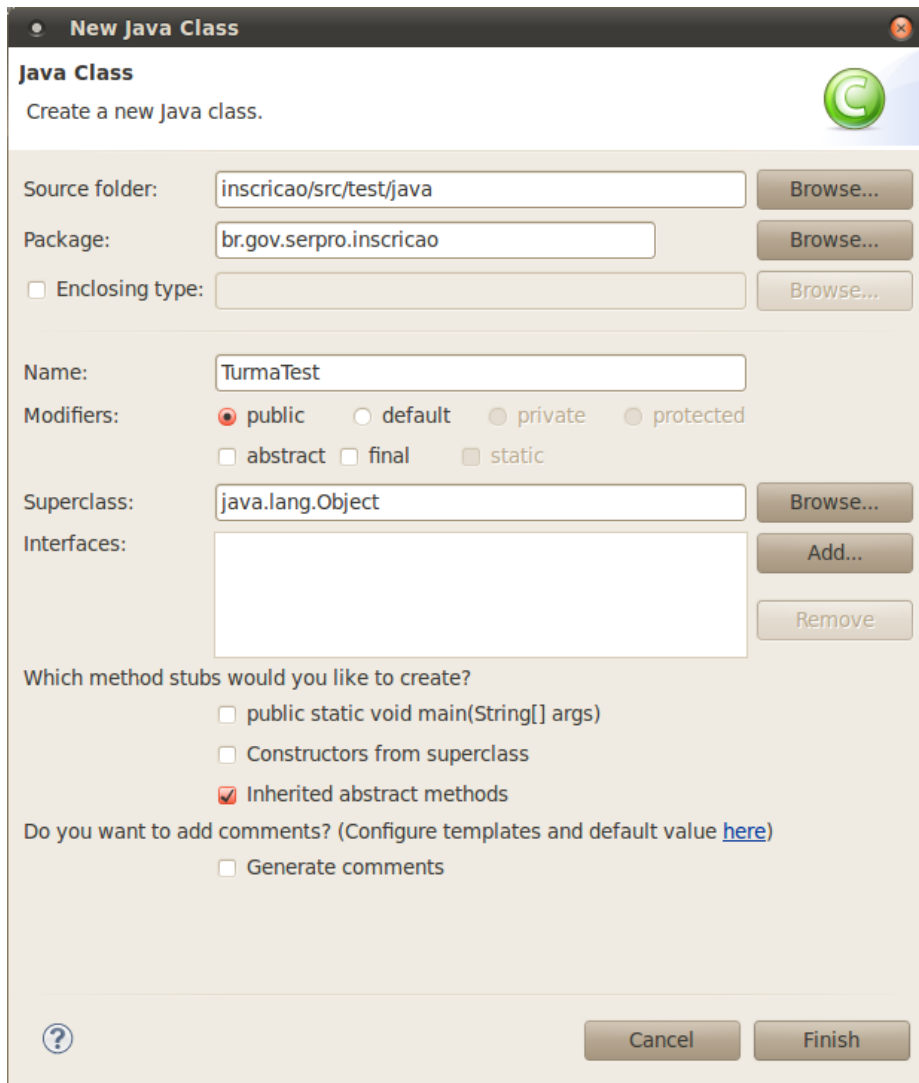 New Java Class
Java Class
Create a new Java class.
C
Source folder: inscricao/src/test/java Browse...
Package: br.gov.serpro.inscricao Browse...
Enclosing type: Browse...
Name: TurmaTest
Modifiers: public default private protected
abstract final static
Superclass: java.lang.Object Browse...
Interfaces: Add...
Remove
Which method stubs would you like to create?
public static void main(String[] args)
Constructors from superclass
Inherited abstract methods
Do you want to add comments? (Configure templates and default value here)
Generate comments
? Cancel Finish